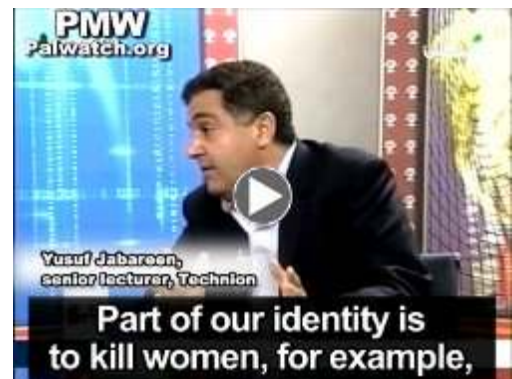 PMW
Palwatch.org
Yusuf Jabareen,
senior lecturer, Technion
Part of our identity is
to kill women, for example,